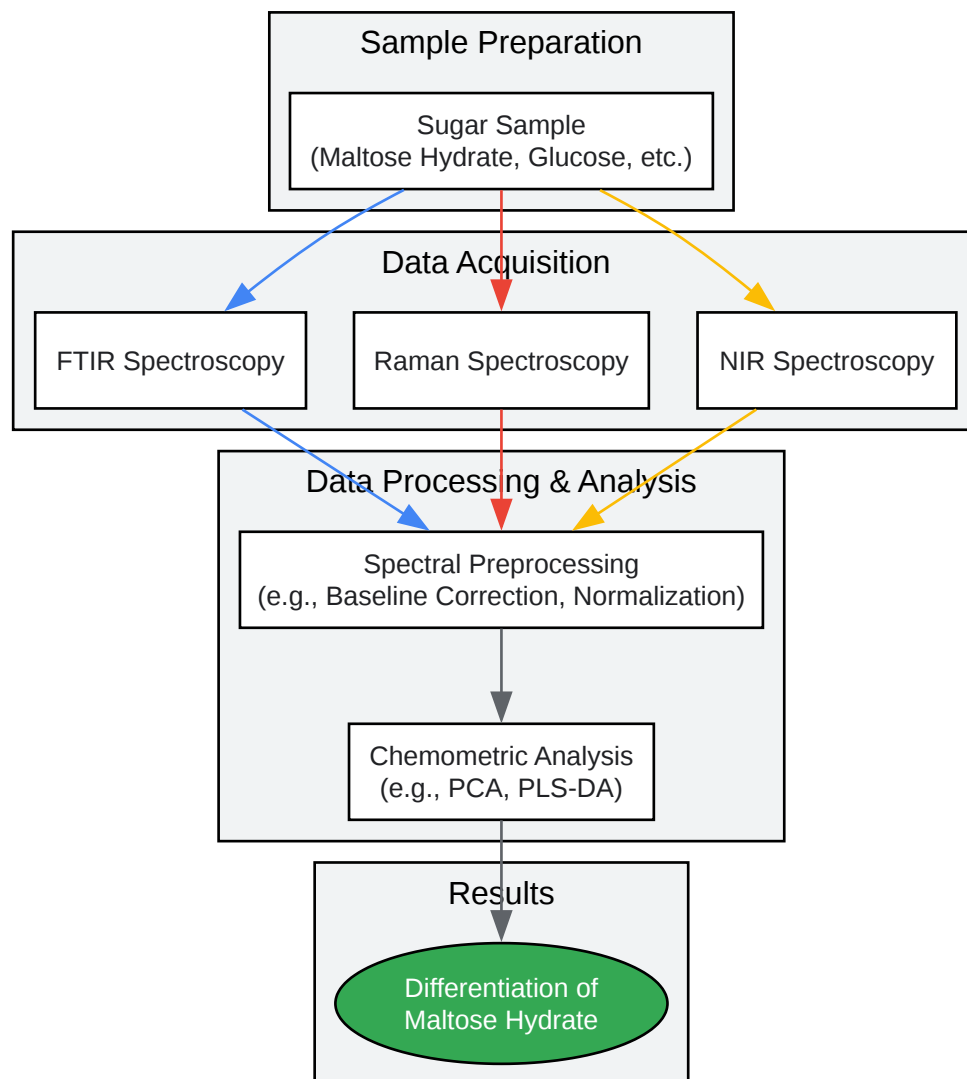 Sample Preparation
Sugar Sample
(Maltose Hydrate, Glucose, etc.)
Data Acquisition
FTIR Spectroscopy
Raman Spectroscopy
NIR Spectroscopy
Data Processing & Analysis
Spectral Preprocessing
(e.g., Baseline Correction, Normalization)
Chemometric Analysis
(e.g., PCA, PLS-DA)
Results
Differentiation of
Maltose Hydrate